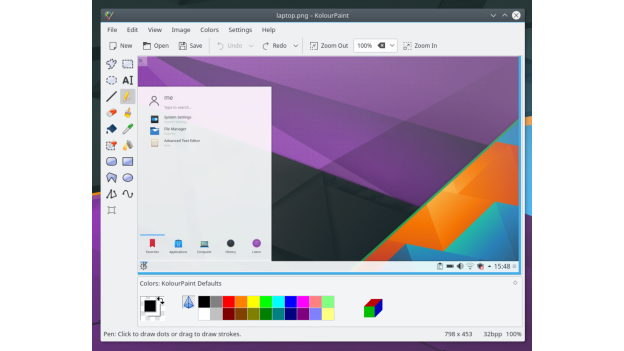 laptop.png - KolourPaint
File Edit View Image Colors Settings Help
New Open Save Undo Redo Zoom Out 100% Zoom In
AI
me
Type to search...
System Settings
File Manager
Advanced Text Editor
Favorites Applications Computer History Leave
15:48
Colors: KolourPaint Defaults
Pen: Click to draw dots or drag to draw strokes. 798 x 453 32bpp 100%